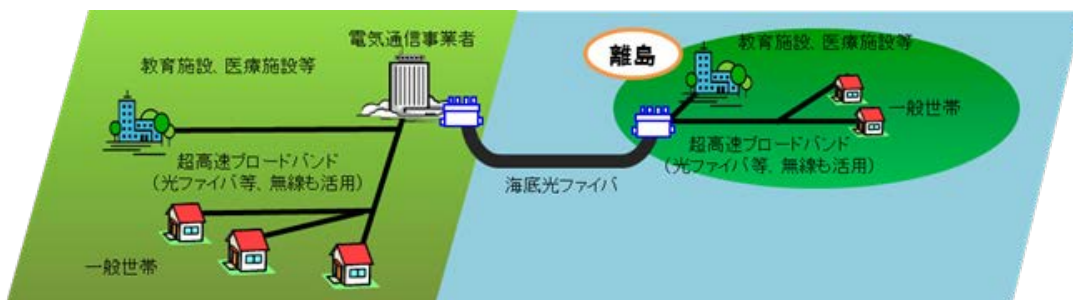 電気通信事業者
教育施設、医療施設等
超高速ブロードバンド
(光ファイバ等、無線も活用)
一般世帯
海底光ファイバ
離島
教育施設、医療施設等
一般世帯
超高速ブロードバンド
(光ファイバ等、無線も活用)